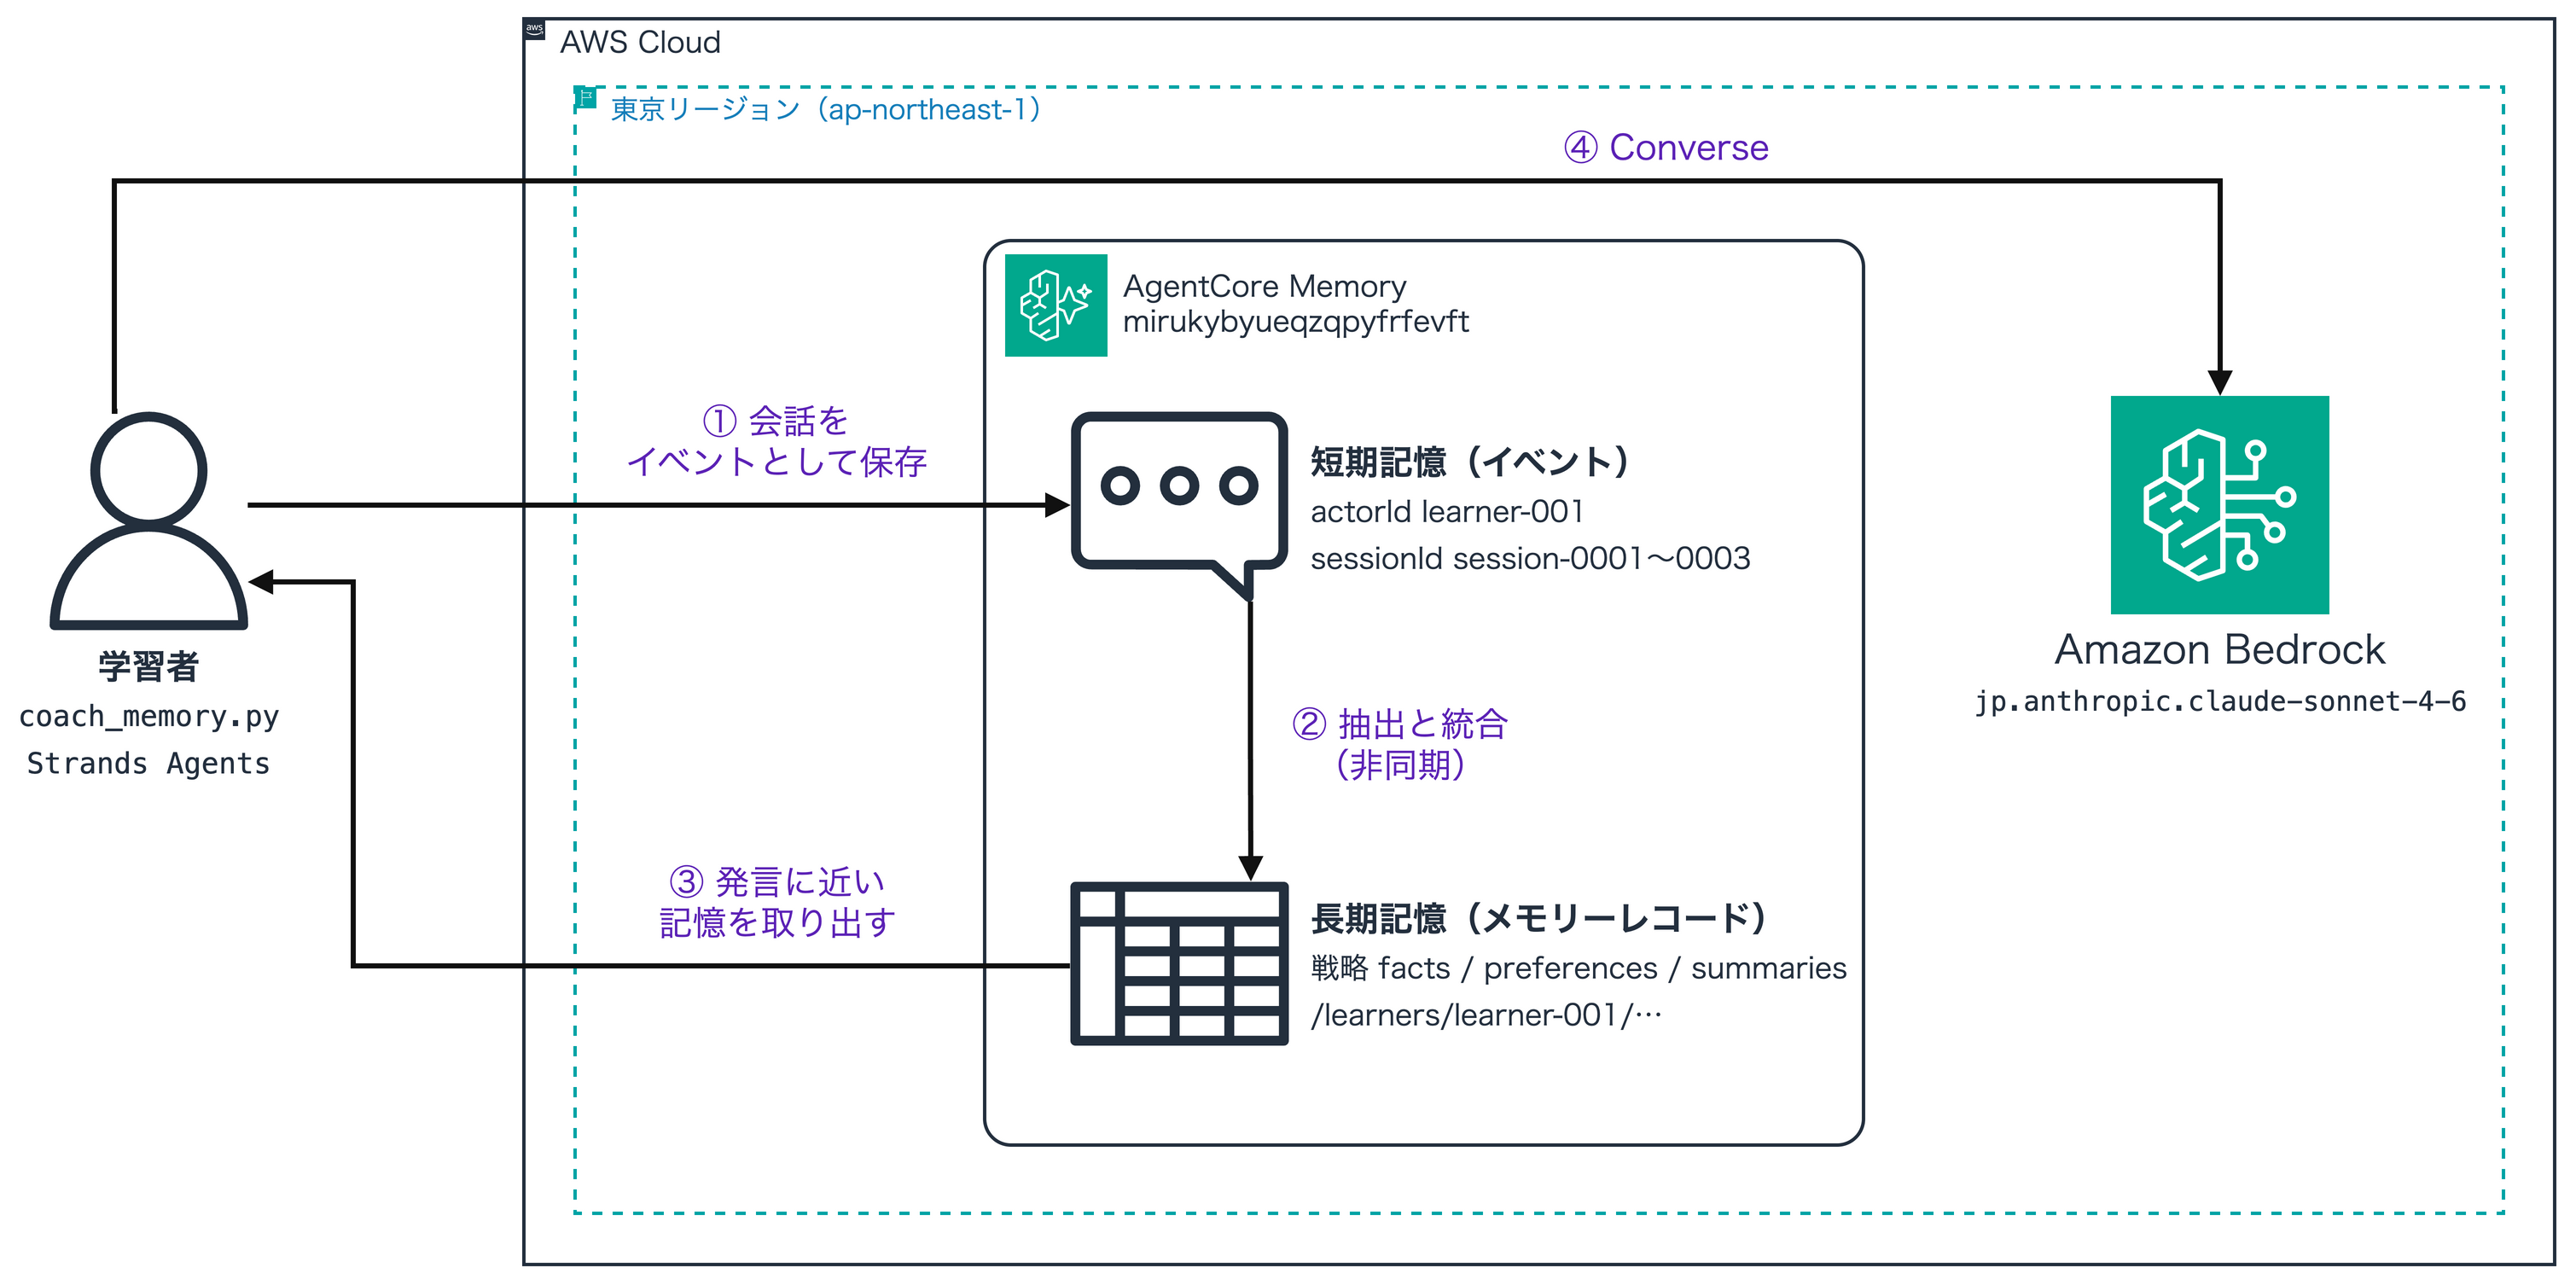 aws
AWS Cloud
東京リージョン（ap-northeast-1）
④ Converse
AgentCore Memory
mirukybyueqzqpyfrfevft
① 会話を
イベントとして保存
短期記憶（イベント）
actorId learner-001
sessionId session-0001〜0003
学習者
coach_memory.py
Strands Agents
Amazon Bedrock
jp.anthropic.claude-sonnet-4-6
② 抽出と統合
（非同期）
③ 発言に近い
記憶を取り出す
長期記憶（メモリーレコード）
戦略 facts / preferences / summaries
/learners/learner-001/…